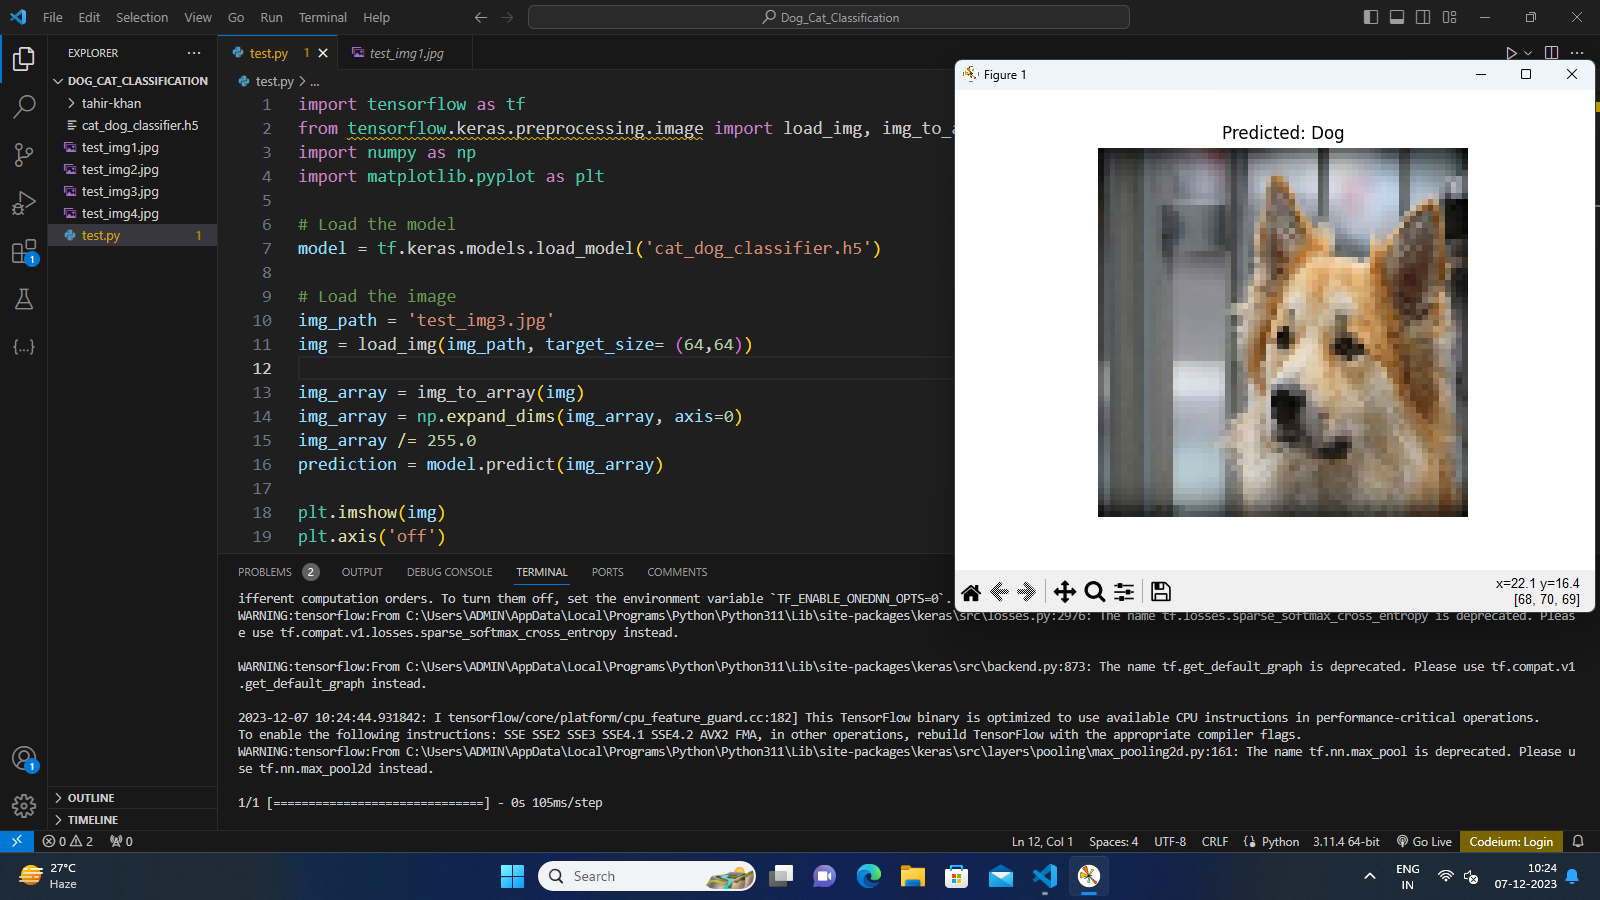 File Edit Selection View Go Run Terminal Help
Dog_Cat_Classification
EXPLORER
DOG_CAT_CLASSIFICATION
tahir-khan
cat_dog_classifier.h5
test_img1.jpg
test_img2.jpg
test_img3.jpg
test_img4.jpg
test.py 1
OUTLINE
TIMELINE
test.py 1
test_img1.jpg
test.py > ...
1 import tensorflow as tf
2 from tensorflow.keras.preprocessing.image import load_img, img_to_a
3 import numpy as np
4 import matplotlib.pyplot as plt
5
6 # Load the model
7 model = tf.keras.models.load_model('cat_dog_classifier.h5')
8
9 # Load the image
10 img_path = 'test_img3.jpg'
11 img = load_img(img_path, target_size= (64,64))
12
13 img_array = img_to_array(img)
14 img_array = np.expand_dims(img_array, axis=0)
15 img_array /= 255.0
16 prediction = model.predict(img_array)
17
18 plt.imshow(img)
19 plt.axis('off')
Figure 1
Predicted: Dog
x=22.1 y=16.4
[68, 70, 69]
PROBLEMS 2 OUTPUT DEBUG CONSOLE TERMINAL PORTS COMMENTS
ifferent computation orders. To turn them off, set the environment variable `TF_ENABLE_ONEDNN_OPTS=0`.
WARNING:tensorflow:From C:\Users\ADMIN\AppData\Local\Programs\Python\Python311\Lib\site-packages\keras\src\losses.py:2976: The name tf.losses.sparse_softmax_cross_entropy is deprecated. Pleas
e use tf.compat.v1.losses.sparse_softmax_cross_entropy instead.
WARNING:tensorflow:From C:\Users\ADMIN\AppData\Local\Programs\Python\Python311\Lib\site-packages\keras\src\backend.py:873: The name tf.get_default_graph is deprecated. Please use tf.compat.v1
.get_default_graph instead.
2023-12-07 10:24:44.931842: I tensorflow/core/platform/cpu_feature_guard.cc:182] This TensorFlow binary is optimized to use available CPU instructions in performance-critical operations.
To enable the following instructions: SSE SSE2 SSE3 SSE4.1 SSE4.2 AVX2 FMA, in other operations, rebuild TensorFlow with the appropriate compiler flags.
WARNING:tensorflow:From C:\Users\ADMIN\AppData\Local\Programs\Python\Python311\Lib\site-packages\keras\src\layers\pooling\max_pooling2d.py:161: The name tf.nn.max_pool is deprecated. Please u
se tf.nn.max_pool2d instead.
1/1 [==============================] - 0s 105ms/step
0 2 0
Ln 12, Col 1 Spaces: 4 UTF-8 CRLF Python 3.11.4 64-bit Go Live Codeium: Login
27°C
Haze
Search
ENG
IN
10:24
07-12-2023